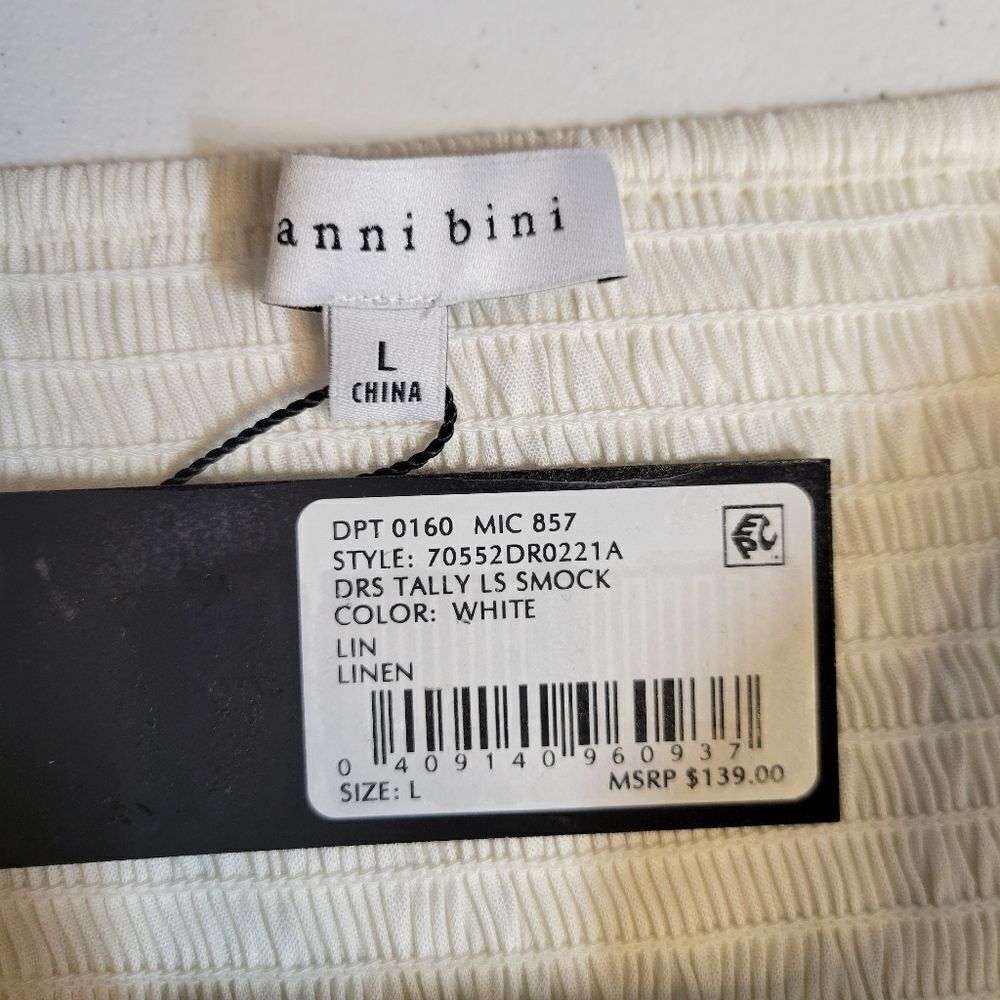 anni bini
L
CHINA
DPT 0160 MIC 857
STYLE: 70552DR0221A
DRS TALLY LS SMOCK
COLOR: WHITE
LIN
LINEN
0 409140 960937
SIZE: L MSRP $139.00
EPC